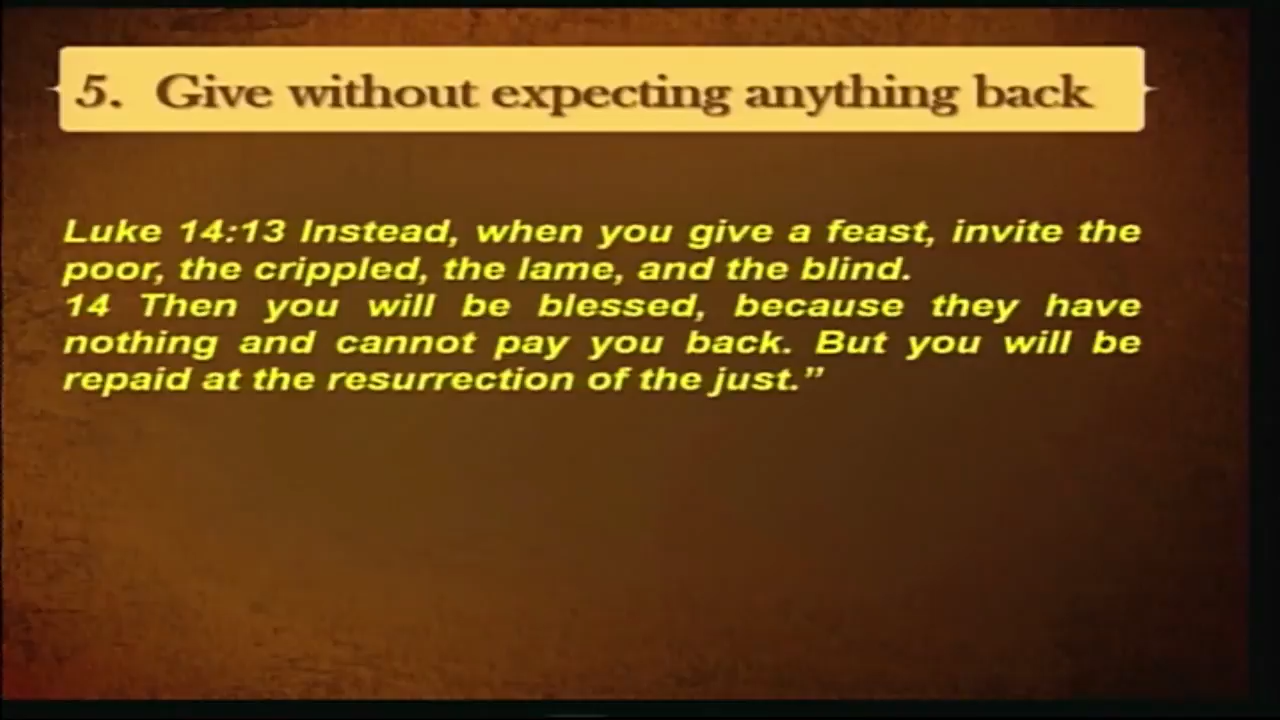 5. Give without expecting anything back
Luke 14:13 Instead, when you give a feast, invite the
poor, the crippled, the lame, and the blind.
14 Then you will be blessed, because they have
nothing and cannot pay you back. But you will be
repaid at the resurrection of the just.”